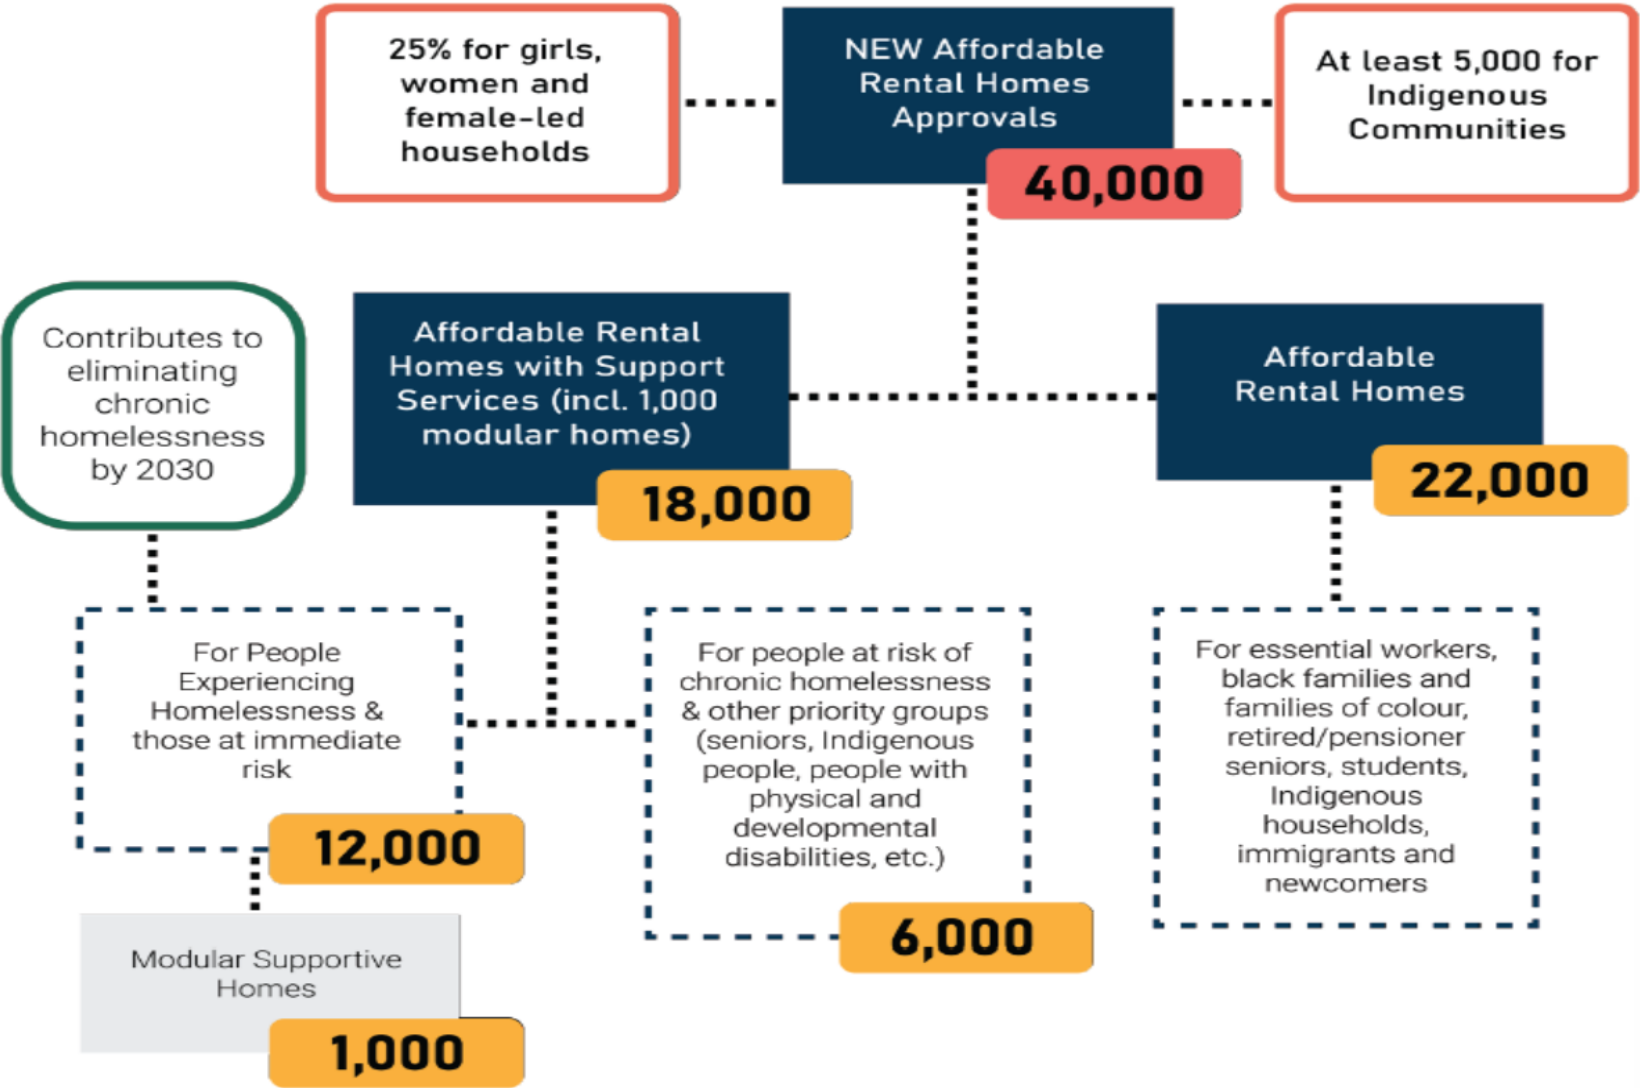 25% for girls,
women and
female-led
households
NEW Affordable
Rental Homes
Approvals
40,000
At least 5,000 for
Indigenous
Communities
Contributes to
eliminating
chronic
homelessness
by 2030
Affordable Rental
Homes with Support
Services (incl. 1,000
modular homes)
18,000
Affordable
Rental Homes
22,000
For People
Experiencing
Homelessness &
those at immediate
risk
12,000
For people at risk of
chronic homelessness
& other priority groups
(seniors, Indigenous
people, people with
physical and
developmental
disabilities, etc.)
6,000
For essential workers,
black families and
families of colour,
retired/pensioner
seniors, students,
Indigenous
households,
immigrants and
newcomers
Modular Supportive
Homes
1,000